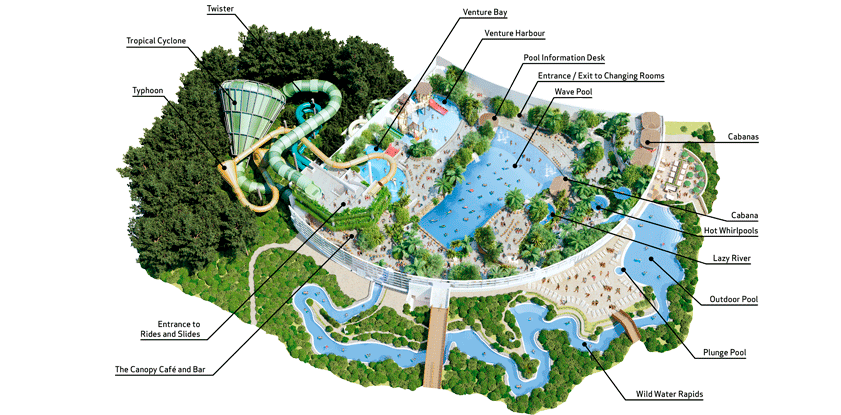 Twister
Venture Bay
Tropical Cyclone
Venture Harbour
Pool Information Desk
Typhoon
Entrance / Exit to Changing Rooms
Wave Pool
Cabanas
Cabana
Hot Whirlpools
Lazy River
Outdoor Pool
Entrance to
Rides and Slides
Plunge Pool
The Canopy Café and Bar
Wild Water Rapids